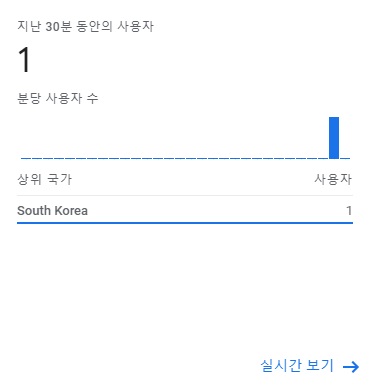 지난 30분 동안의 사용자
1
분당 사용자 수
상위 국가 사용자
South Korea 1
실시간 보기 →